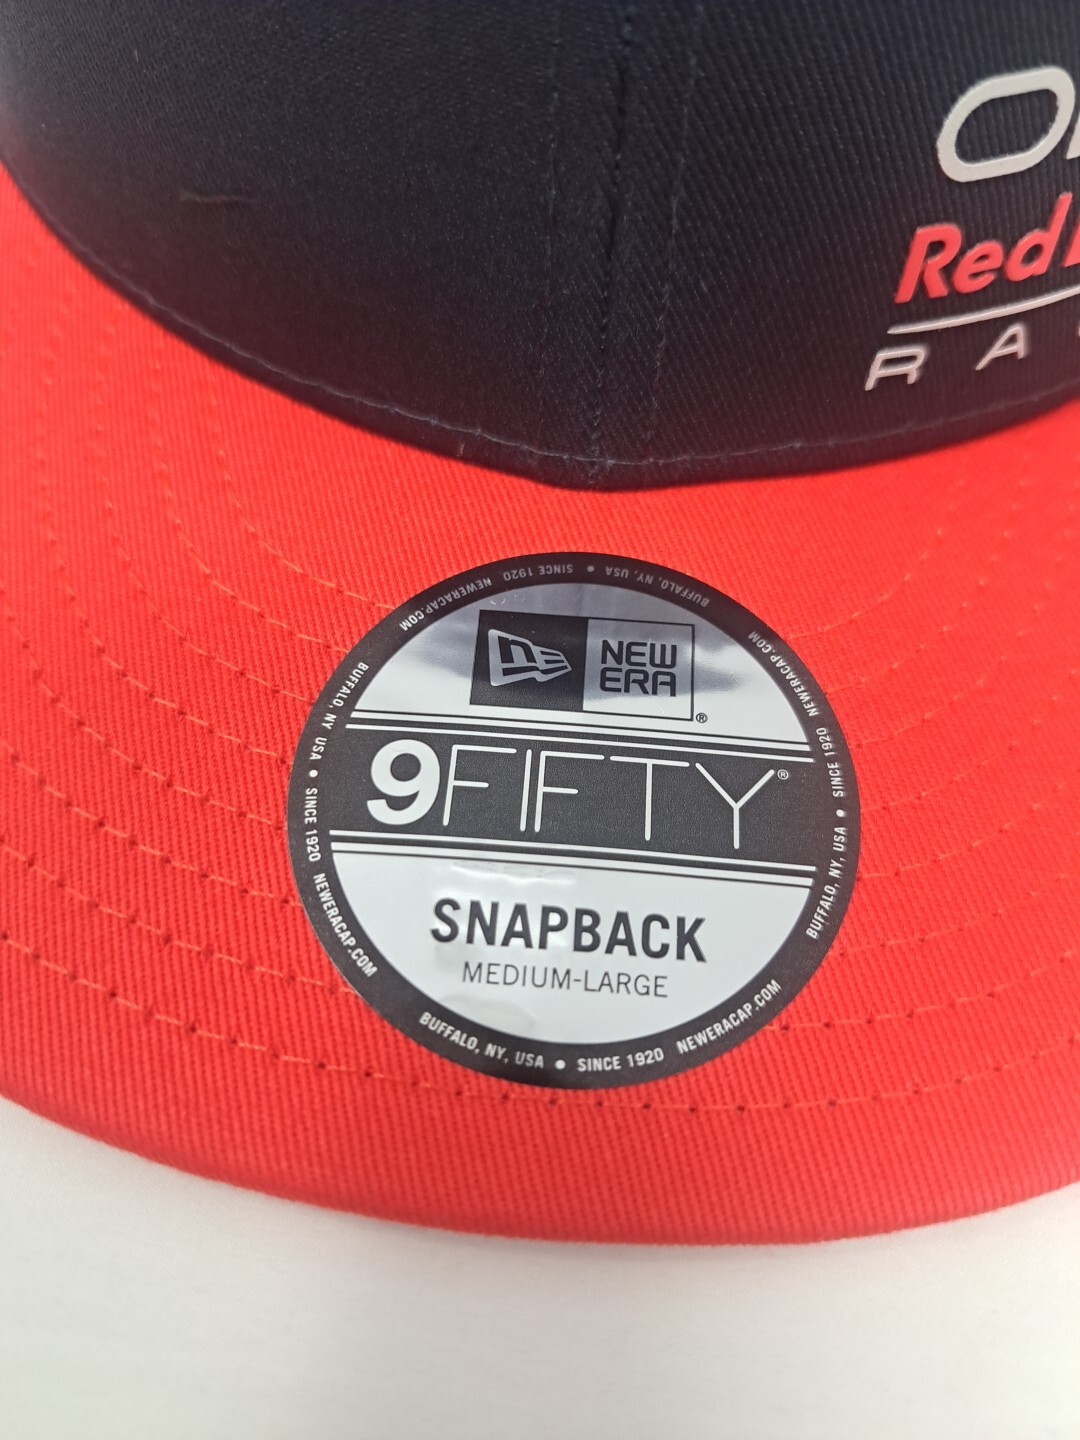 O
Red
RA
NEW ERA®
9FIFTY®
SNAPBACK
MEDIUM-LARGE
BUFFALO, NY, USA • SINCE 1920 NEWERACAP.COM
BUFFALO, NY, USA • SINCE 1920 NEWERACAP.COM
BUFFALO, NY, USA • SINCE 1920 NEWERACAP.COM
BUFFALO, NY USA • SINCE 1920 NEWERACAP.COM